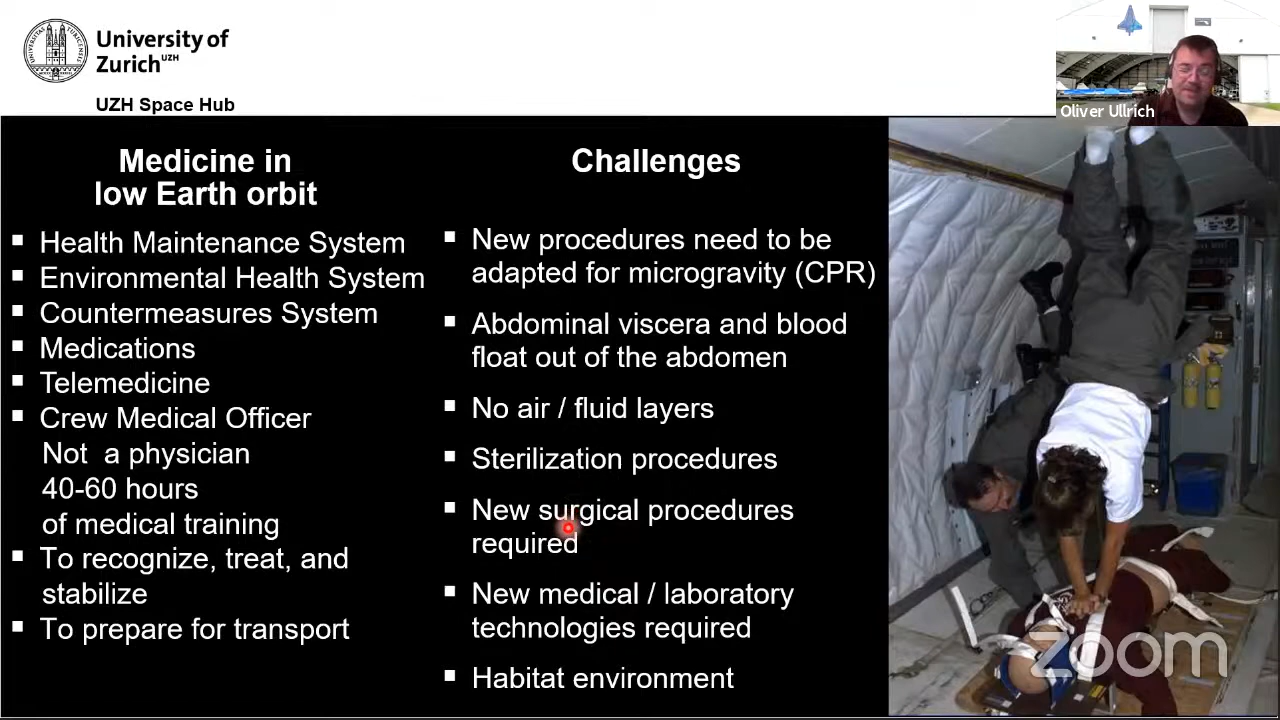 University of
Zurich UZH
UZH Space Hub
Oliver Ullrich
Medicine in
low Earth orbit
▪ Health Maintenance System
▪ Environmental Health System
▪ Countermeasures System
▪ Medications
▪ Telemedicine
▪ Crew Medical Officer
Not a physician
40-60 hours
of medical training
▪ To recognize, treat, and
stabilize
▪ To prepare for transport
Challenges
▪ New procedures need to be
adapted for microgravity (CPR)
▪ Abdominal viscera and blood
float out of the abdomen
▪ No air / fluid layers
▪ Sterilization procedures
▪ New surgical procedures
required
▪ New medical / laboratory
technologies required
▪ Habitat environment
zoom